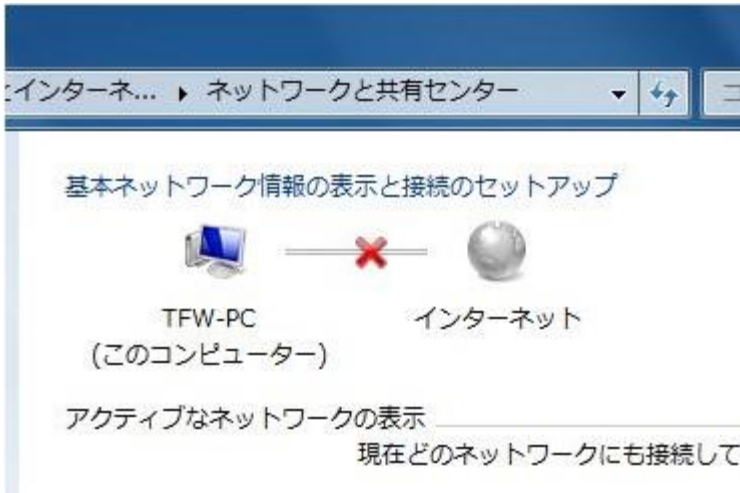 インターネ... ▸ ネットワークと共有センター
基本ネットワーク情報の表示と接続のセットアップ
TFW-PC
(このコンピューター)
インターネット
アクティブなネットワークの表示
現在どのネットワークにも接続して